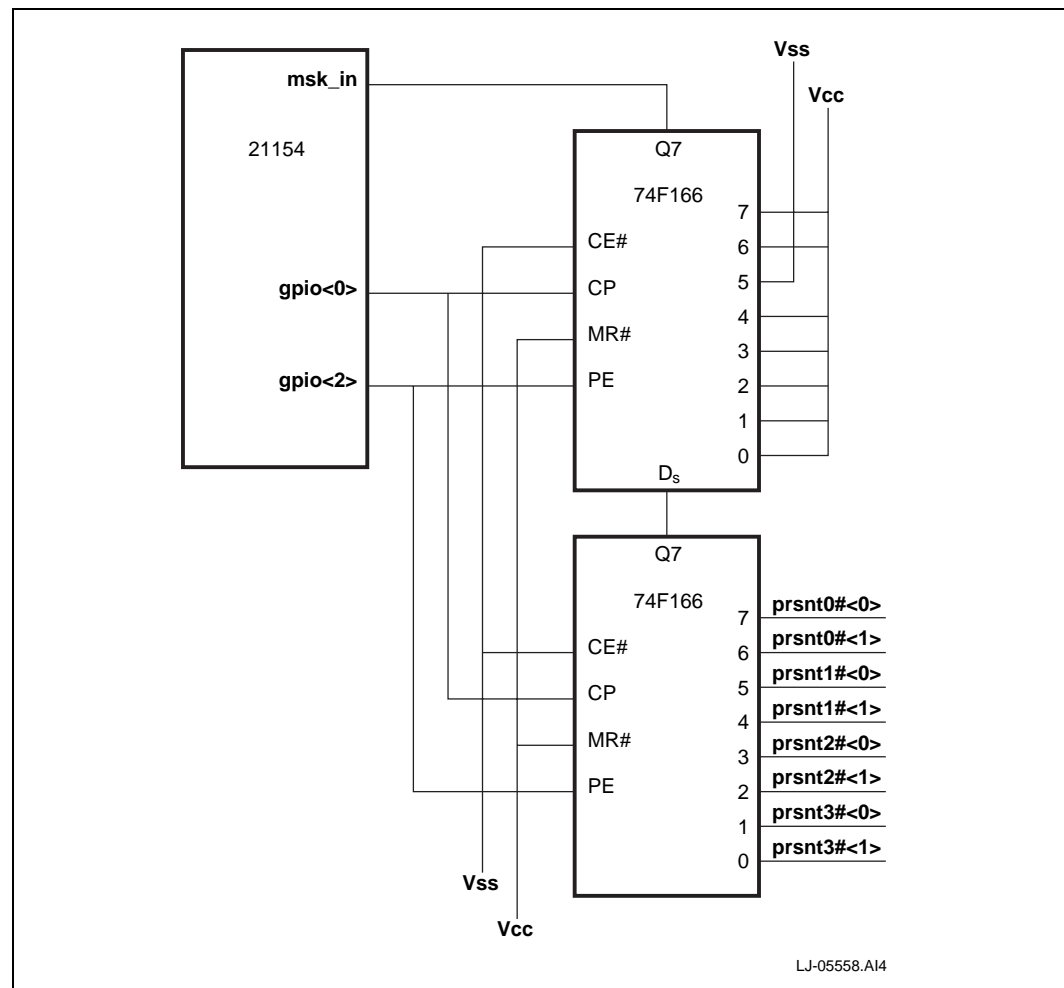 Vss
msk_in
Vcc
21154
Q7
74F166
7
CE#
6
gpio<0>
CP
5
4
MR#
3
gpio<2>
PE
2
1
0
Ds
Q7
74F166
7
prsnt0#<0>
CE#
6
prsnt0#<1>
CP
5
prsnt1#<0>
4
prsnt1#<1>
MR#
3
prsnt2#<0>
PE
2
prsnt2#<1>
1
prsnt3#<0>
0
prsnt3#<1>
Vss
Vcc
LJ-05558.AI4